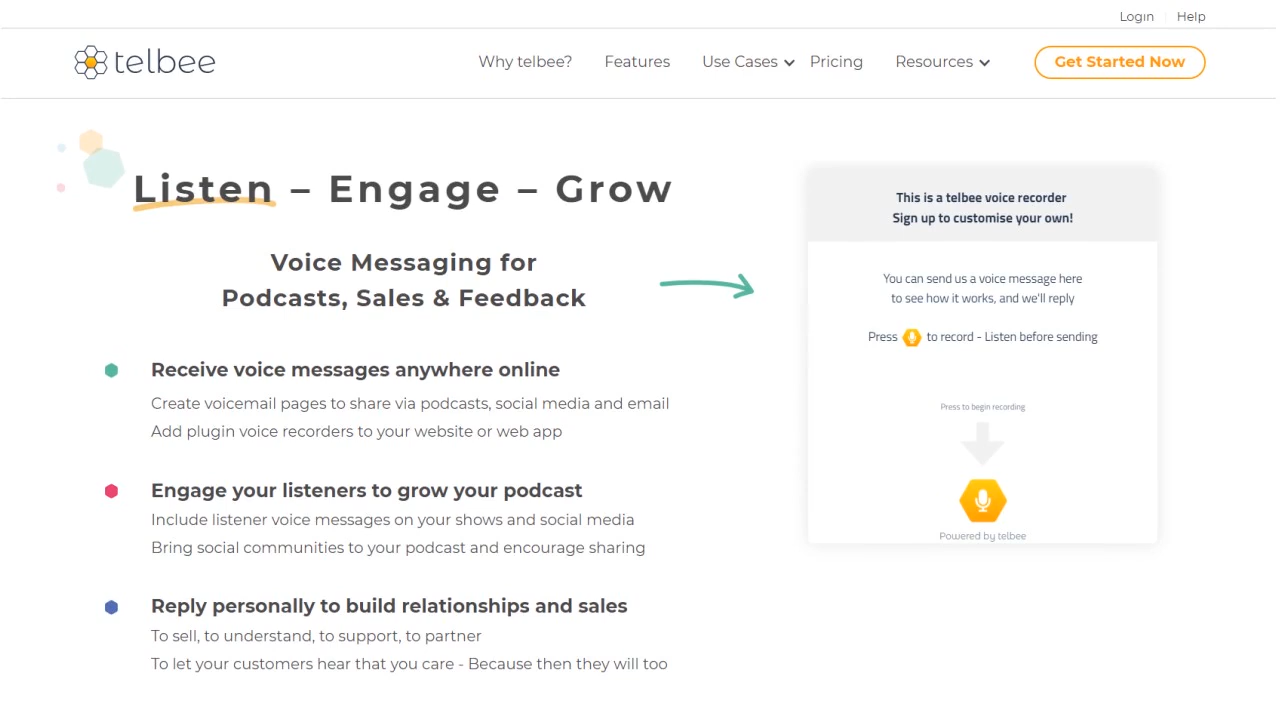 Login Help
telbee Why telbee? Features Use Cases Pricing Resources Get Started Now
Listen – Engage – Grow
Voice Messaging for
Podcasts, Sales & Feedback
Receive voice messages anywhere online
Create voicemail pages to share via podcasts, social media and email
Add plugin voice recorders to your website or web app
Engage your listeners to grow your podcast
Include listener voice messages on your shows and social media
Bring social communities to your podcast and encourage sharing
Reply personally to build relationships and sales
To sell, to understand, to support, to partner
To let your customers hear that you care - Because then they will too
This is a telbee voice recorder
Sign up to customise your own!
You can send us a voice message here
to see how it works, and we'll reply
Press to record - Listen before sending
Press to begin recording
Powered by telbee